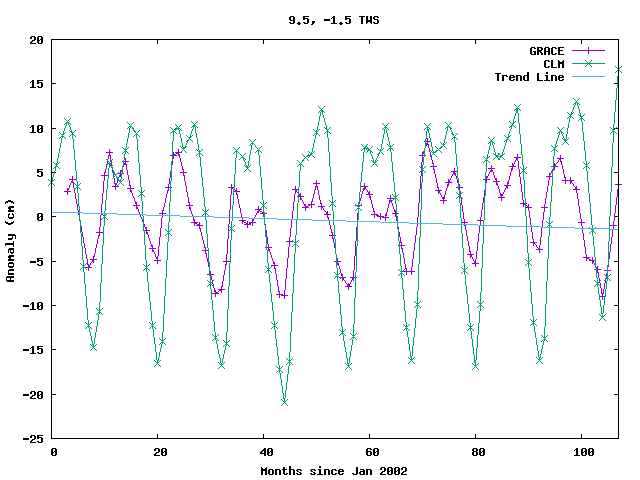 9.5, -1.5 TWS
GRACE
CLM
Trend Line
20
15
10
5
0
-5
-10
-15
-20
-25
Anomaly (cm)
0 20 40 60 80 100
Months since Jan 2002